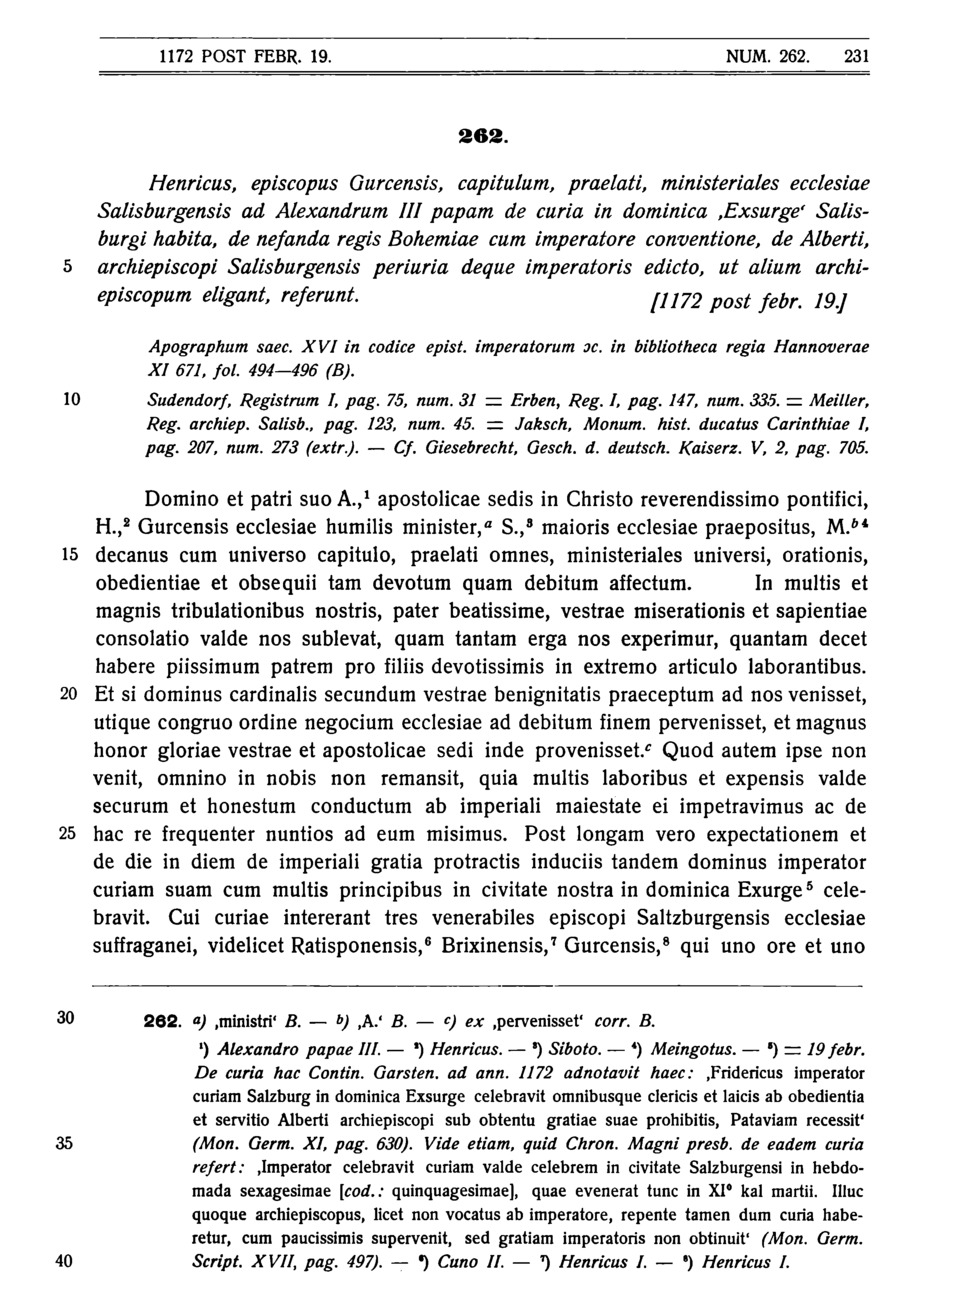 1172 POST FEBR. 19. NUM. 262. 231
262.
Henricus, episcopus Gurcensis, capitulum, praelati, ministeriales ecclesiae
Salisburgensis ad Alexandrum III papam de curia in dominica ‚Exsurge‘ Salis-
burgi habita, de nefanda regis Bohemiae cum imperatore conventione, de Alberti,
5 archiepiscopi Salisburgensis periuria deque imperatoris edicto, ut alium archi-
episcopum eligant, referunt. [1172 post febr. 19.]
Apographum saec. XVI in codice epist. imperatorum ɔc. in bibliotheca regia Hannoverae
XI 671, fol. 494—496 (B).
10 Sudendorf, Registrum I, pag. 75, num. 31 = Erben, Reg. I, pag. 147, num. 335. = Meiller,
Reg. archiep. Salisb., pag. 123, num. 45. = Jaksch, Monum. hist. ducatus Carinthiae I,
pag. 207, num. 273 (extr.). — Cf. Giesebrecht, Gesch. d. deutsch. Kaiserz. V, 2, pag. 705.
Domino et patri suo A.,¹ apostolicae sedis in Christo reverendissimo pontifici,
H.,² Gurcensis ecclesiae humilis minister,ᵃ S.,³ maioris ecclesiae praepositus, M.ᵇ⁴
15 decanus cum universo capitulo, praelati omnes, ministeriales universi, orationis,
obedientiae et obsequii tam devotum quam debitum affectum. In multis et
magnis tribulationibus nostris, pater beatissime, vestrae miserationis et sapientiae
consolatio valde nos sublevat, quam tantam erga nos experimur, quantam decet
habere piissimum patrem pro filiis devotissimis in extremo articulo laborantibus.
20 Et si dominus cardinalis secundum vestrae benignitatis praeceptum ad nos venisset,
utique congruo ordine negocium ecclesiae ad debitum finem pervenisset, et magnus
honor gloriae vestrae et apostolicae sedi inde provenisset.ᶜ Quod autem ipse non
venit, omnino in nobis non remansit, quia multis laboribus et expensis valde
securum et honestum conductum ab imperiali maiestate ei impetravimus ac de
25 hac re frequenter nuntios ad eum misimus. Post longam vero expectationem et
de die in diem de imperiali gratia protractis induciis tandem dominus imperator
curiam suam cum multis principibus in civitate nostra in dominica Exurge⁵ cele-
bravit. Cui curiae intererant tres venerabiles episcopi Saltzburgensis ecclesiae
suffraganei, videlicet Ratisponensis,⁶ Brixinensis,⁷ Gurcensis,⁸ qui uno ore et uno
30 262. a) ‚ministri‘ B. — b) ‚A.‘ B. — c) ex ‚pervenisset‘ corr. B.
¹) Alexandro papae III. — ²) Henricus. — ³) Siboto. — ⁴) Meingotus. — ⁵) = 19 febr.
De curia hac Contin. Garsten. ad ann. 1172 adnotavit haec: ‚Fridericus imperator
curiam Salzburg in dominica Exsurge celebravit omnibusque clericis et laicis ab obedientia
et servitio Alberti archiepiscopi sub obtentu gratiae suae prohibitis, Pataviam recessit‘
35 (Mon. Germ. XI, pag. 630). Vide etiam, quid Chron. Magni presb. de eadem curia
refert: ‚Imperator celebravit curiam valde celebrem in civitate Salzburgensi in hebdo-
mada sexagesimae [cod.: quinquagesimae], quae evenerat tunc in XIº kal martii. Illuc
quoque archiepiscopus, licet non vocatus ab imperatore, repente tamen dum curia habe-
retur, cum paucissimis supervenit, sed gratiam imperatoris non obtinuit‘ (Mon. Germ.
40 Script. XVII, pag. 497). — ⁶) Cuno II. — ⁷) Henricus I. — ⁸) Henricus I.